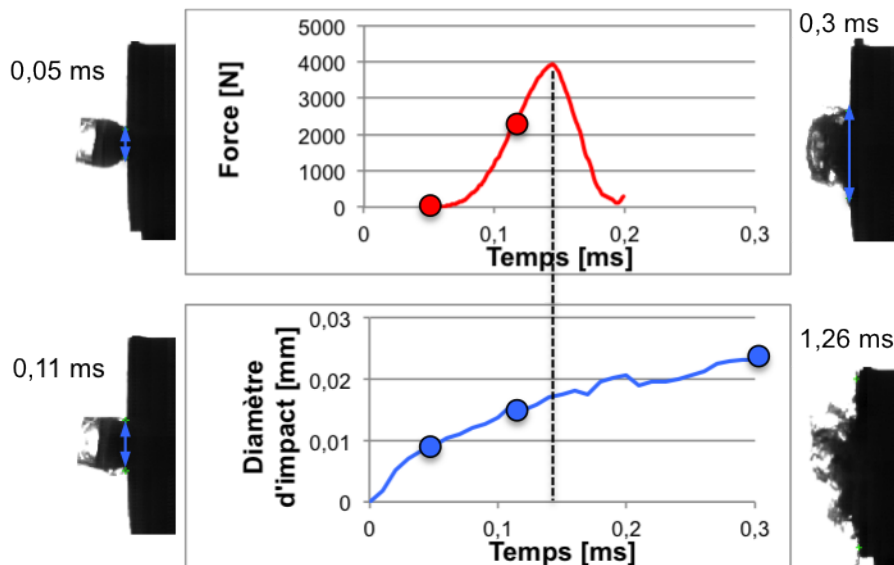 0,05 ms
0,3 ms
Force [N]
5000
4000
3000
2000
1000
0
0
0,1
0,2
0,3
Temps [ms]
0,11 ms
1,26 ms
Diamètre
d'impact [mm]
0,03
0,02
0,01
0
0
0,1
0,2
0,3
Temps [ms]